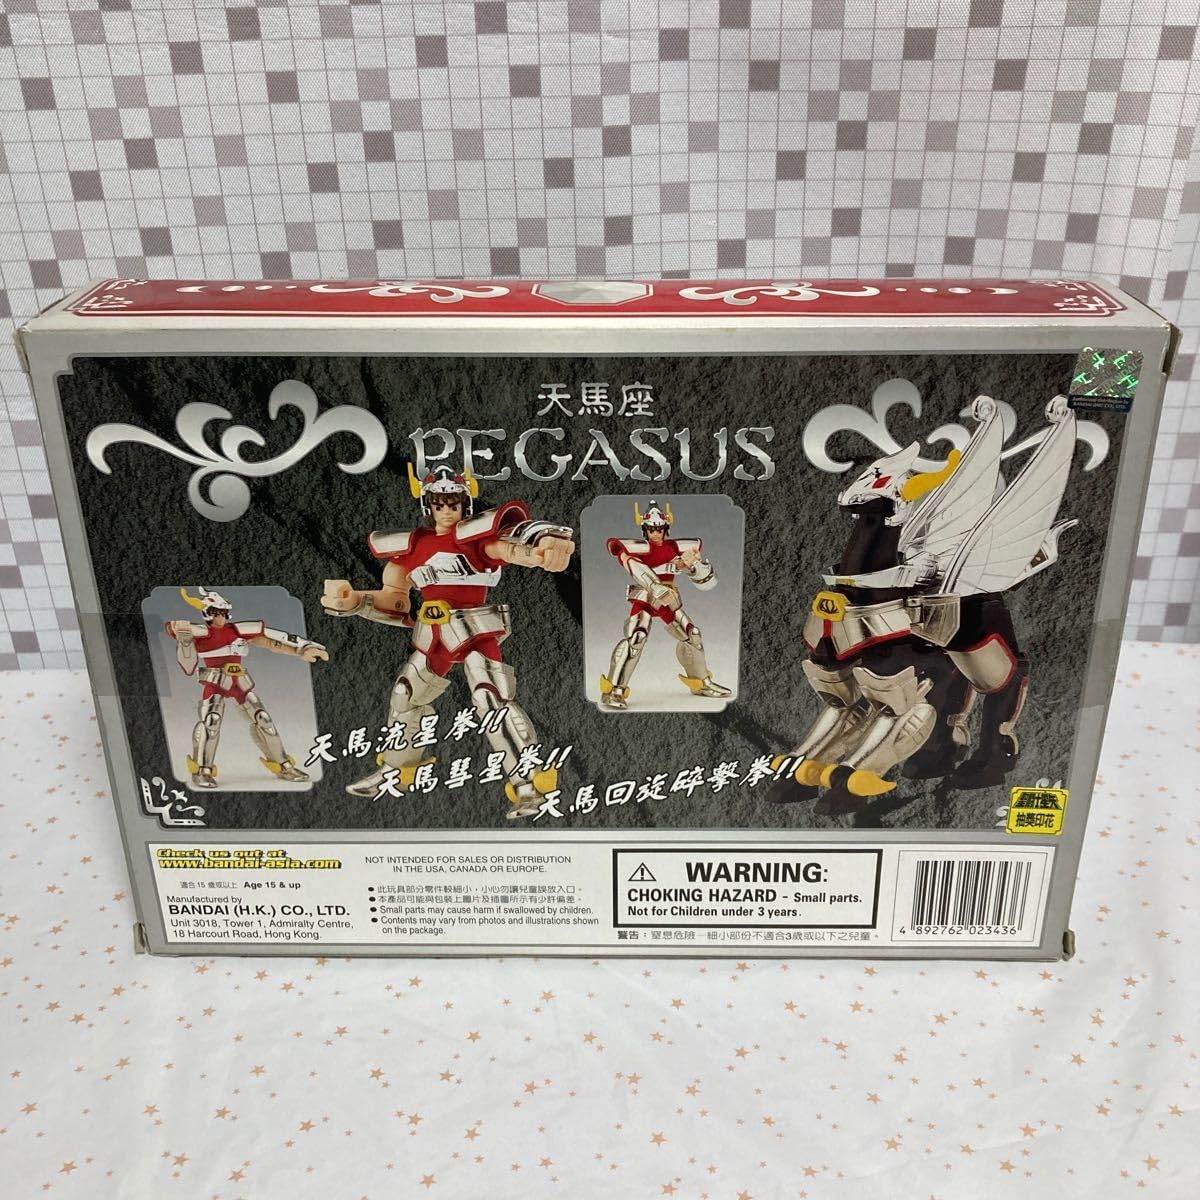 天馬座
PEGASUS
天馬流星拳!!
天馬彗星拳!!
天馬回旋碎擊拳!!
聖鬪士星矢
抽獎印花
Check us out at
www.bandai-asia.com
適合 15 歲或以上 Age 15 & up
Manufactured by
BANDAI (H.K.) CO., LTD.
Unit 3018, Tower 1, Admiralty Centre,
18 Harcourt Road, Hong Kong.
NOT INTENDED FOR SALES OR DISTRIBUTION
IN THE USA, CANADA OR EUROPE.
● 此玩具部分零件較細小，小心勿讓兒童誤放入口。
● 本產品可能與包裝上圖片及插圖所示有少許偏差。
● Small parts may cause harm if swallowed by children.
● Contents may vary from photos and illustrations shown
on the package.
WARNING:
CHOKING HAZARD - Small parts.
Not for Children under 3 years.
警告：窒息危險一細小部份不適合3歲或以下之兒童。
4 892762 023436